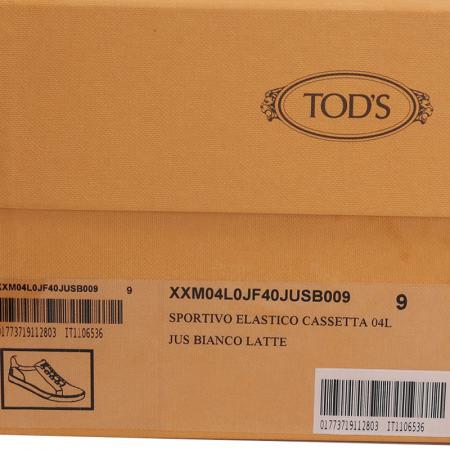 TOD'S
XXM04L0JF40JUSB009 9
01773719112803 IT1106536
XXM04L0JF40JUSB009 9
SPORTIVO ELASTICO CASSETTA 04L
JUS BIANCO LATTE
01773719112803 IT1106536